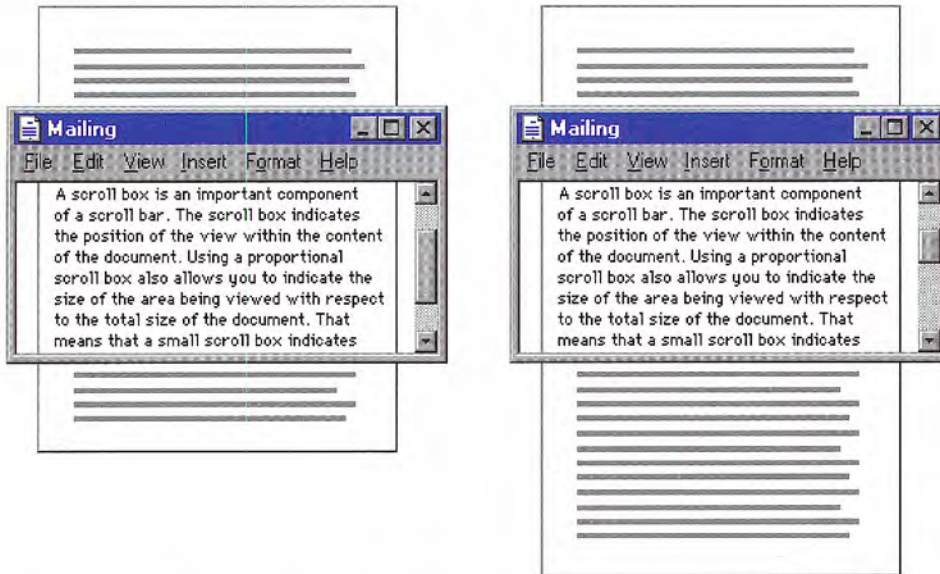 Mailing
File Edit View Insert Format Help
A scroll box is an important component
of a scroll bar. The scroll box indicates
the position of the view within the content
of the document. Using a proportional
scroll box also allows you to indicate the
size of the area being viewed with respect
to the total size of the document. That
means that a small scroll box indicates
Mailing
File Edit View Insert Format Help
A scroll box is an important component
of a scroll bar. The scroll box indicates
the position of the view within the content
of the document. Using a proportional
scroll box also allows you to indicate the
size of the area being viewed with respect
to the total size of the document. That
means that a small scroll box indicates